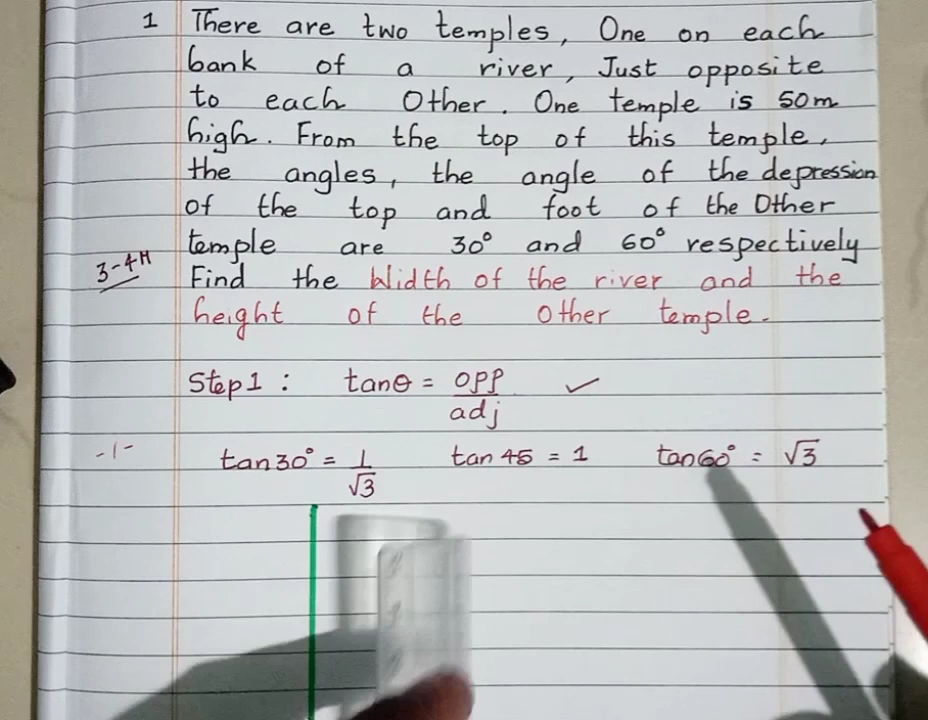 1 There are two temples, One on each
bank of a river, Just opposite
to each Other. One temple is 50m
high. From the top of this temple,
the angles, the angle of the depression
of the top and foot of the Other
temple are 30° and 60° respectively
3-4M Find the Width of the river and the
height of the Other temple.
Step1 : tanθ = opp/adj ✓
-1- tan30° = 1/√3 tan 45 = 1 tan60° = √3